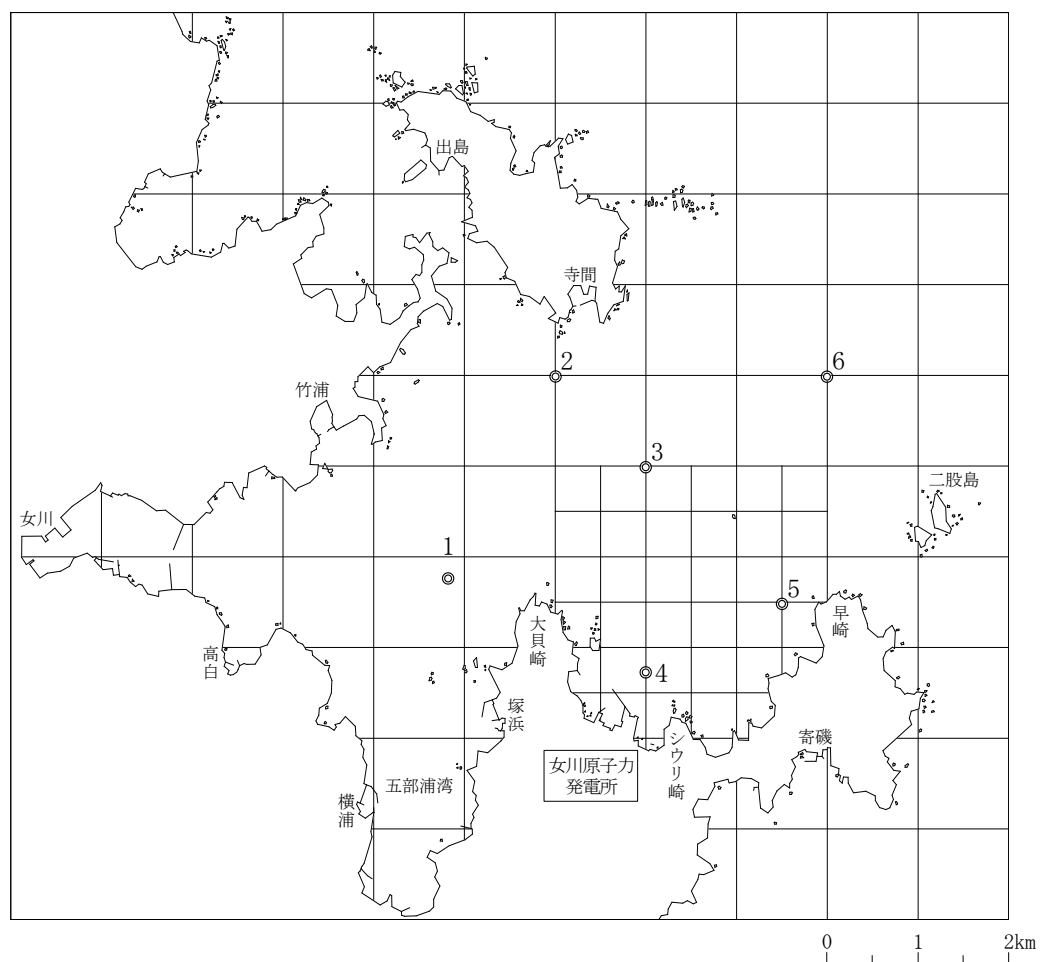 出島
寺間
2
6
竹浦
3
二股島
女川
1
5
大貝崎
早崎
高白
4
塚浜
シウリ崎
寄磯
女川原子力
発電所
五部浦湾
横浦
0 1 2km